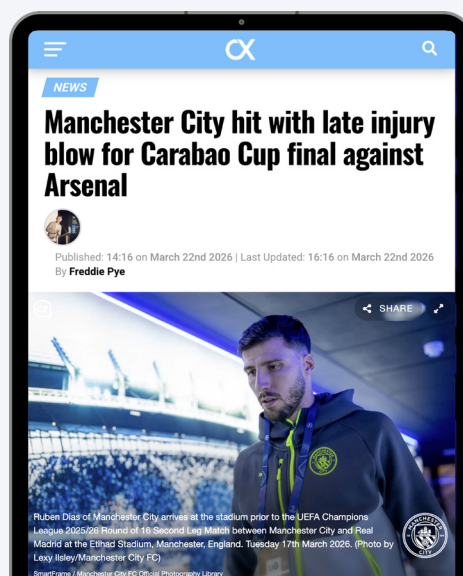 CX
NEWS
Manchester City hit with late injury
blow for Carabao Cup final against
Arsenal
Published: 14:16 on March 22nd 2026 | Last Updated: 16:16 on March 22nd 2026
By Freddie Pye
SHARE
Ruben Dias of Manchester City arrives at the stadium prior to the UEFA Champions
League 2025/26 Round of 16 Second Leg Match between Manchester City and Real
Madrid at the Etihad Stadium, Manchester, England. Tuesday 17th March 2026. (Photo by
Lexy Ilsley/Manchester City FC)
MANCHESTER
CITY
SmartFrame / Manchester City FC Official Photography Library